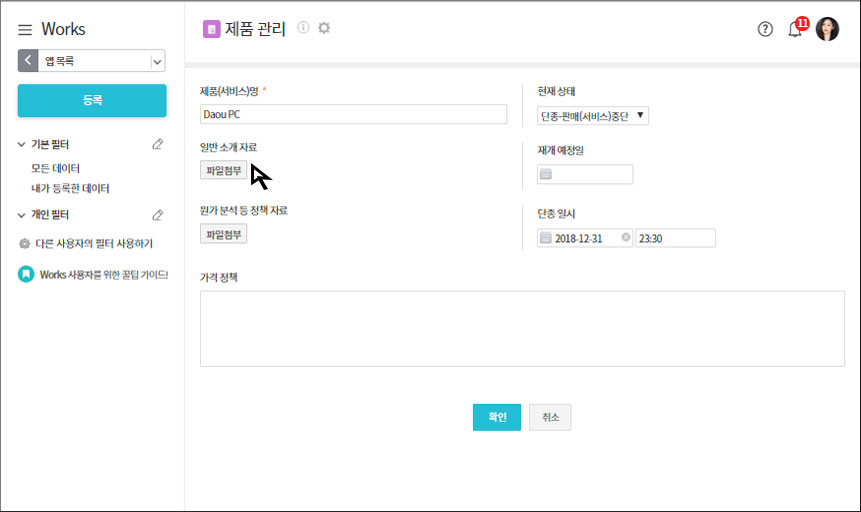 Works
제품 관리
11
앱 목록
등록
기본 필터
모든 데이터
내가 등록한 데이터
개인 필터
다른 사용자의 필터 사용하기
Works 사용자를 위한 꿀팁 가이드!
제품(서비스)명 *
Daou PC
현재 상태
단종-판매(서비스)중단
일반 소개 자료
파일첨부
재개 예정일
원가 분석 등 정책 자료
파일첨부
단종 일시
2018-12-31 23:30
가격 정책
확인 취소